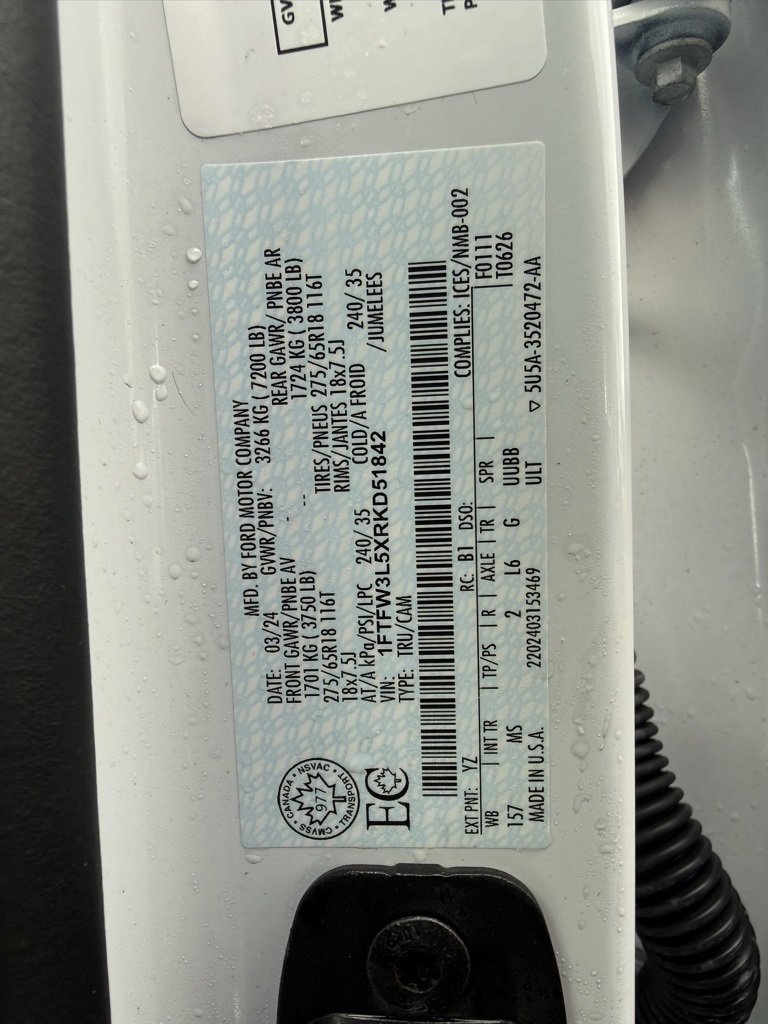 GV
MFD. BY FORD MOTOR COMPANY
DATE: 03/24 GVWR/PNBV: 3266 KG ( 7200 LB)
FRONT GAWR/PNBE AV - -- REAR GAWR/ PNBE AR
1701 KG ( 3750 LB) 1724 KG ( 3800 LB)
275/65R18 116T TIRES/PNEUS 275/65R18 116T
18x7.5J RIMS/JANTES 18x7.5J
AT/A kPa/PSI/LPC 240/ 35 COLD/A FROID 240/ 35
VIN: 1FTFW3L5XRKD51842 /JUMELEES
TYPE: TRU/CAM
CMVSS · CANADA · NSVAC · TRANSPORT
977
EC
EXT PNT: YZ RC: B1 DSO: COMPLIES: ICES/NMB-002
WB | INT TR | TP/PS | R | AXLE | TR | SPR | F0111
157 MS 2 L6 G UUBB T0626
MADE IN U.S.A. 2202403153469 ULT ▽ 5U5A-3520472-AA